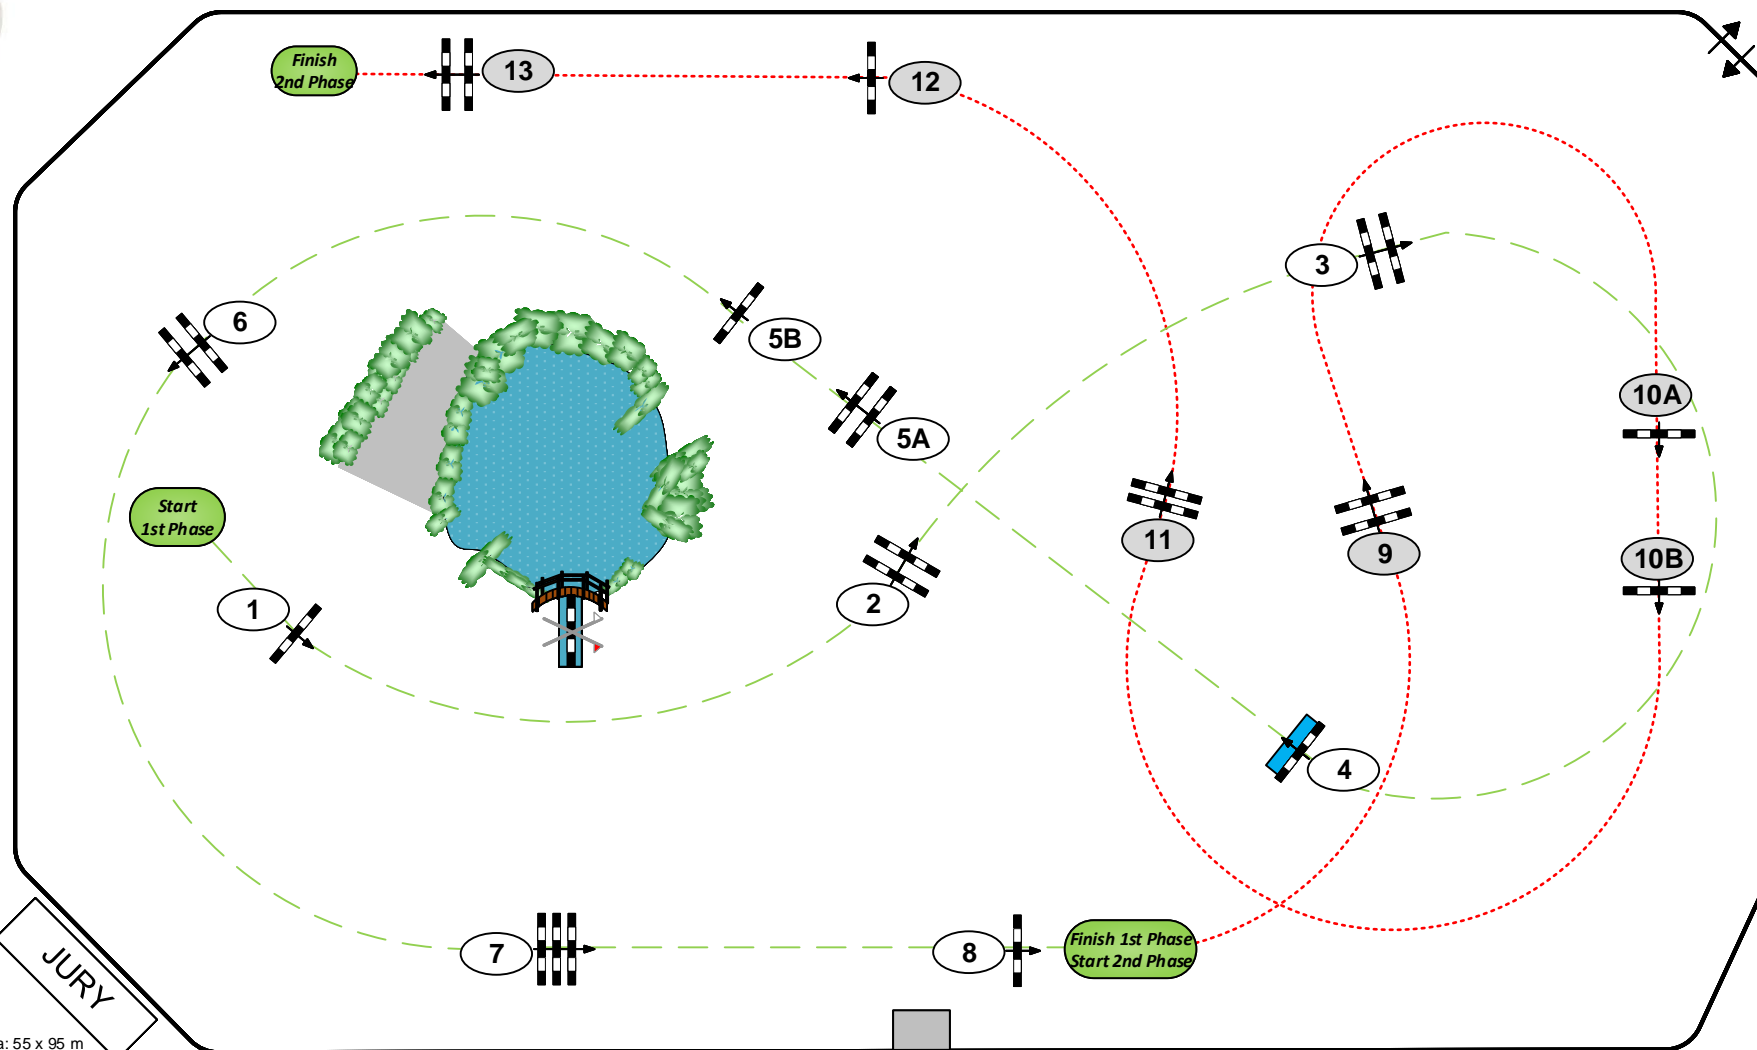 Finish
2nd Phase
13
12
3
6
5B
10A
5A
Start
1st Phase
11
9
10B
1
2
4
7
8
Finish 1st Phase
Start 2nd Phase
JURY
a: 55 x 95 m